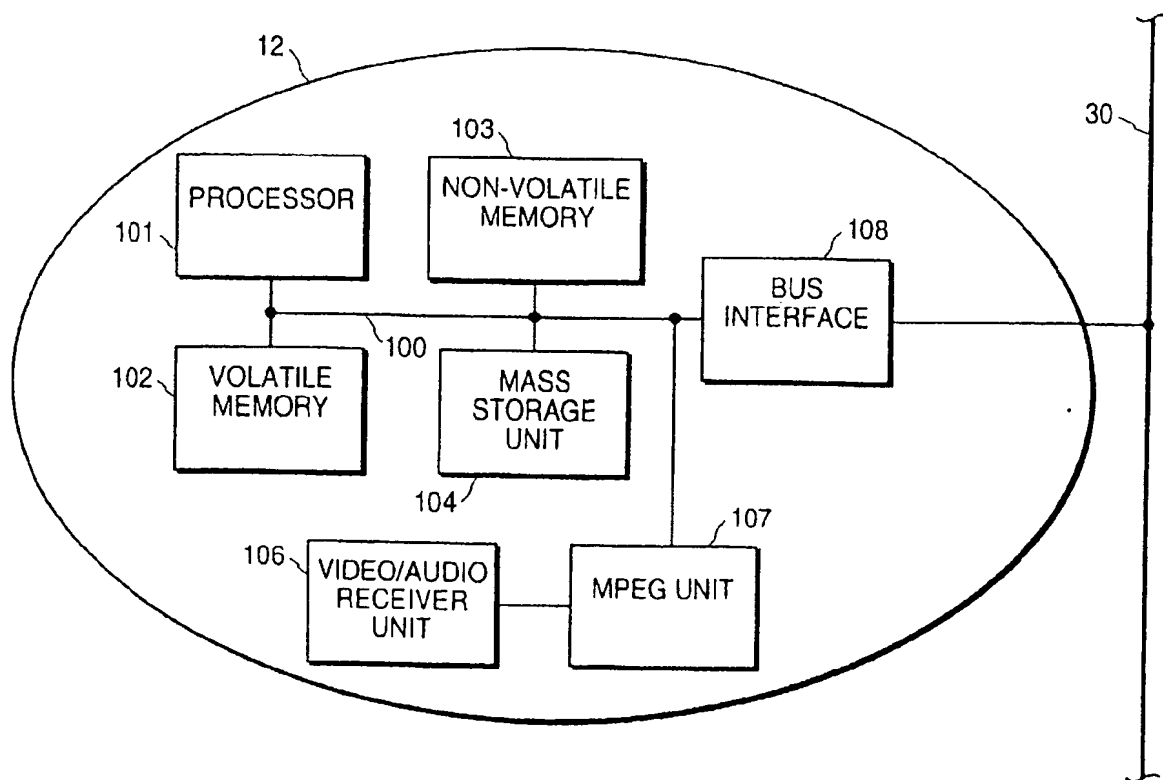 12
30
103
PROCESSOR
NON-VOLATILE
MEMORY
101
108
BUS
INTERFACE
100
102
VOLATILE
MEMORY
MASS
STORAGE
UNIT
104
107
106
VIDEO/AUDIO
RECEIVER
UNIT
MPEG UNIT